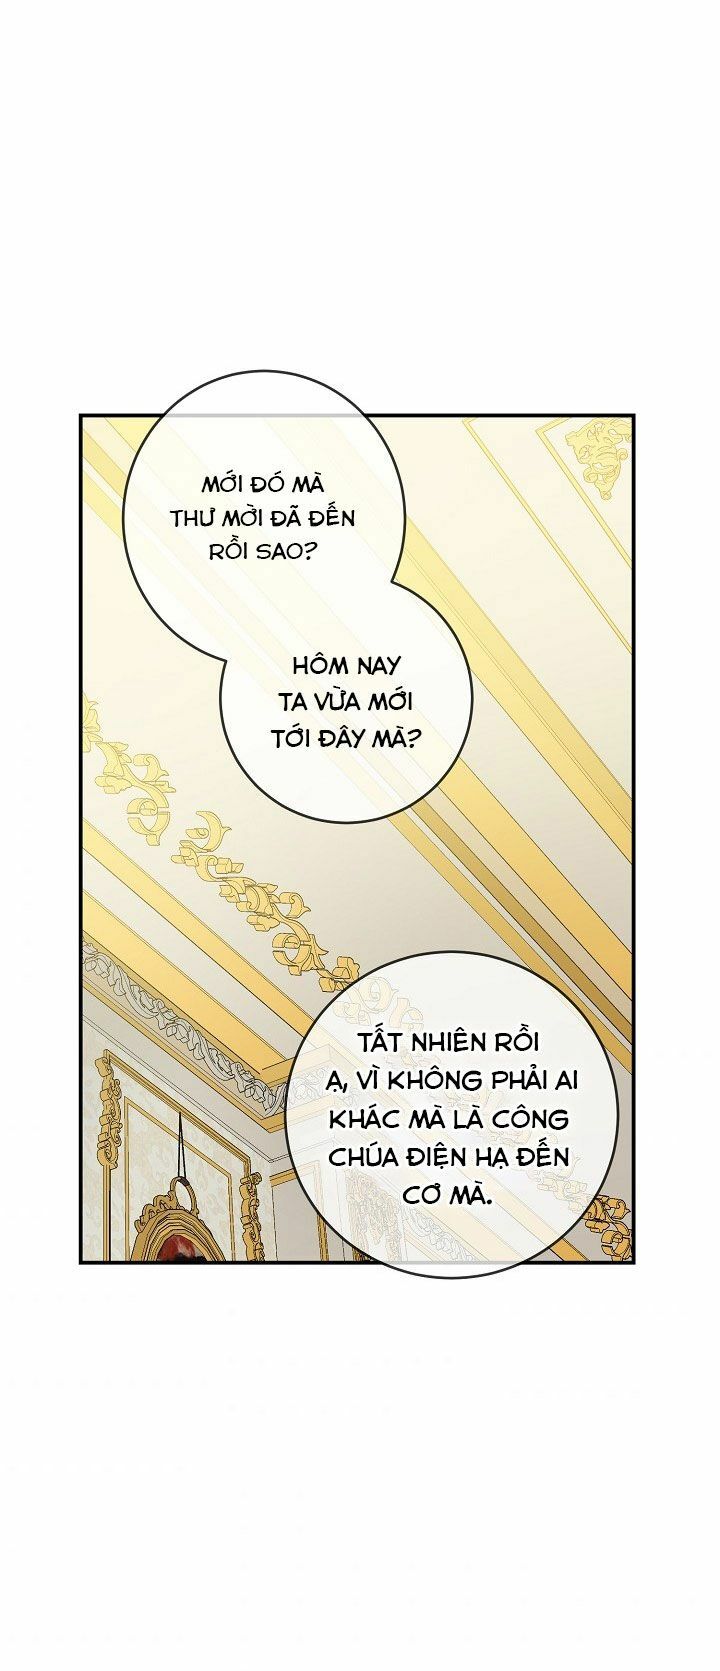 MỚI ĐÓ MÀ
THƯ MỜI ĐÃ ĐẾN
RỒI SAO?
HÔM NAY
TA VỪA MỚI
TỚI ĐÂY MÀ?
TẤT NHIÊN RỒI
Ạ, VÌ KHÔNG PHẢI AI
KHÁC MÀ LÀ CÔNG
CHÚA ĐIỆN HẠ ĐẾN
CƠ MÀ.